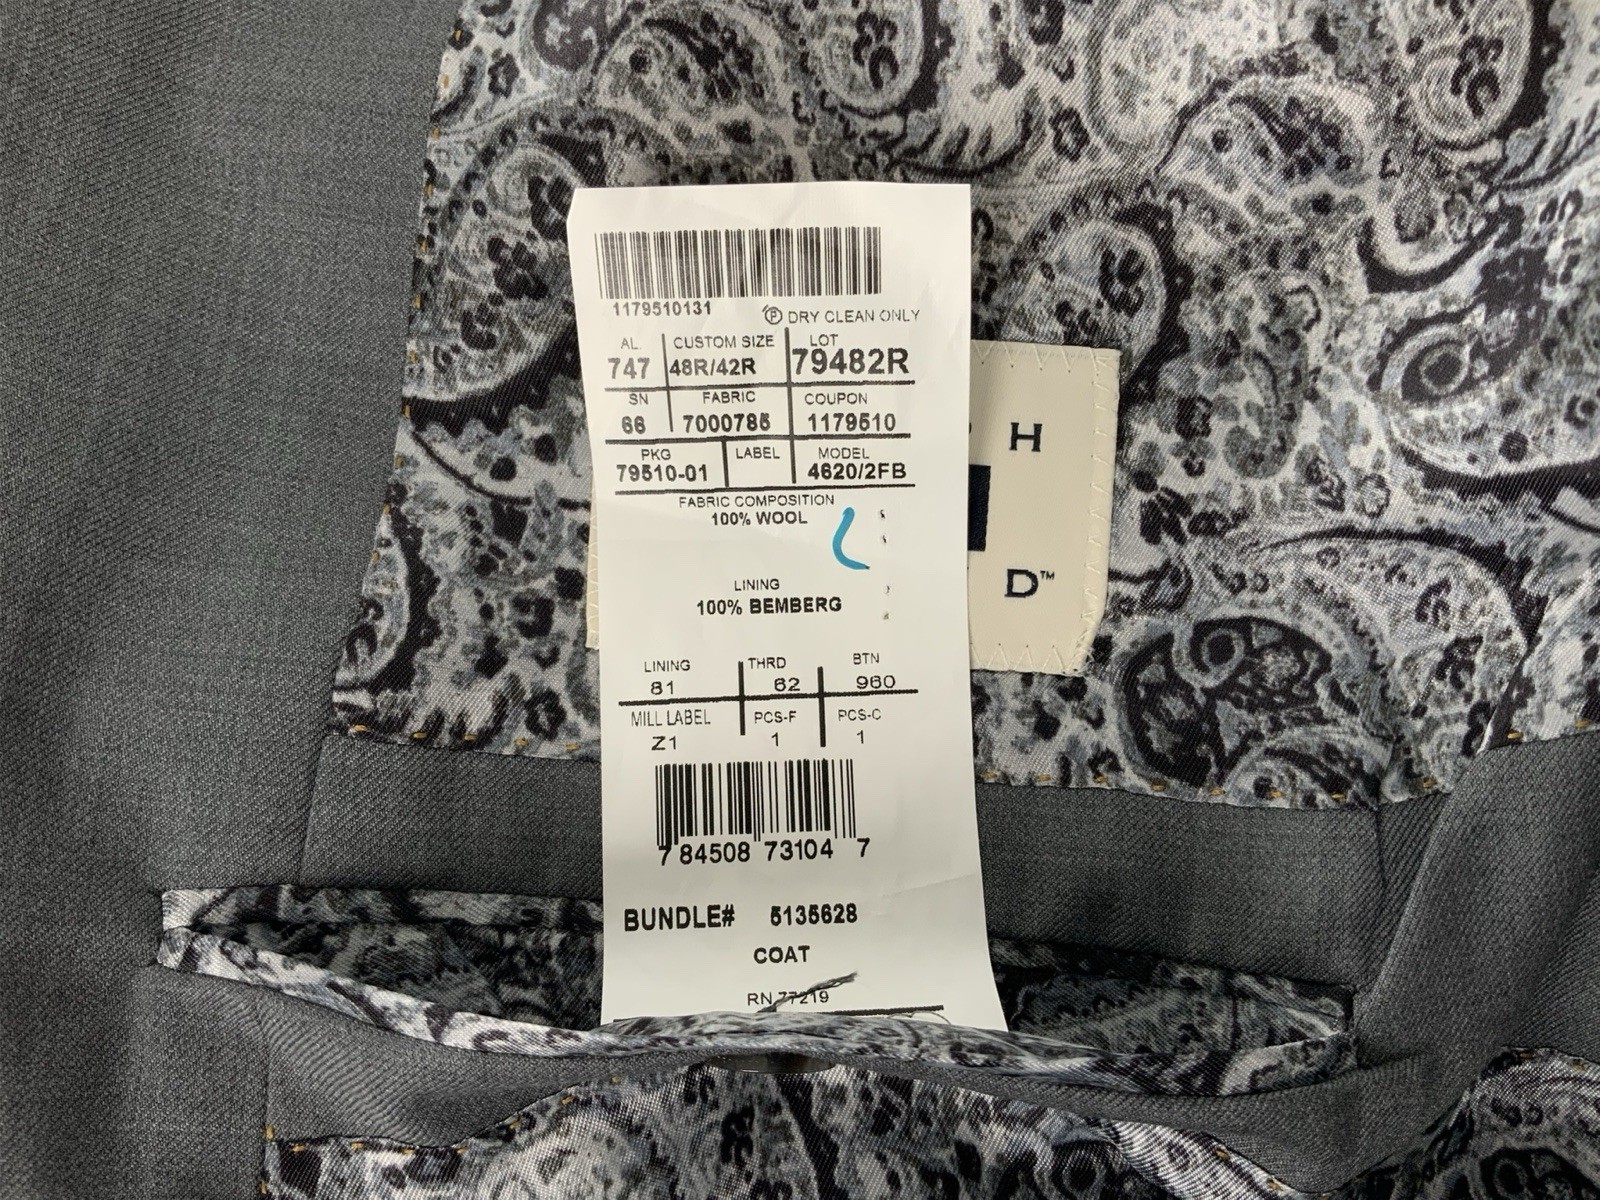 1179510131
Ⓟ DRY CLEAN ONLY
AL. CUSTOM SIZE LOT
747 48R/42R 79482R
SN FABRIC COUPON
66 7000786 1179510
PKG LABEL MODEL
79510-01 4620/2FB
FABRIC COMPOSITION
100% WOOL
LINING
100% BEMBERG
LINING THRD BTN
81 62 960
MILL LABEL PCS-F PCS-C
Z1 1 1
7 84508 73104 7
BUNDLE# 5135628
COAT
RN 77219
H
D™